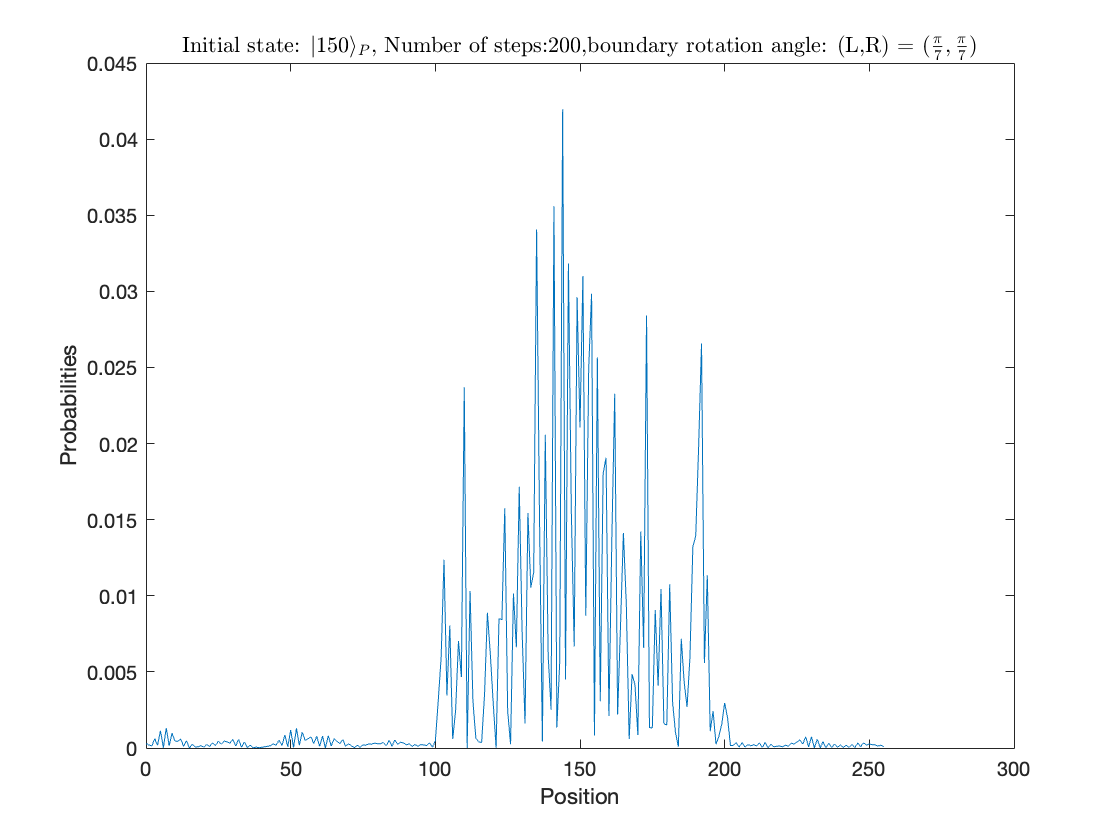 Initial state: |150⟩_P, Number of steps:200,boundary rotation angle: (L,R) = (π/7, π/7)
0.045
0.04
0.035
0.03
0.025
0.02
0.015
0.01
0.005
0
Probabilities
0 50 100 150 200 250 300
Position